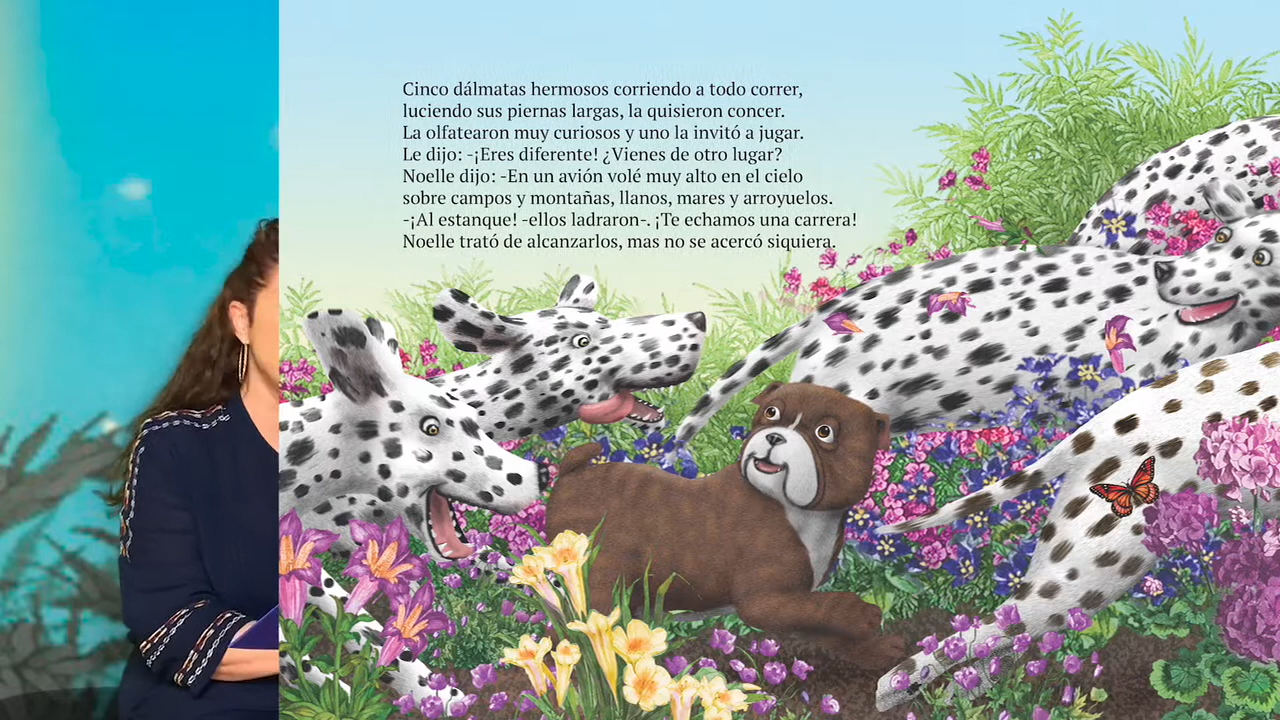 Cinco dálmatas hermosos corriendo a todo correr,
luciendo sus piernas largas, la quisieron concer.
La olfatearon muy curiosos y uno la invitó a jugar.
Le dijo: -¡Eres diferente! ¿Vienes de otro lugar?
Noelle dijo: -En un avión volé muy alto en el cielo
sobre campos y montañas, llanos, mares y arroyuelos.
-¡Al estanque! -ellos ladraron-. ¡Te echamos una carrera!
Noelle trató de alcanzarlos, mas no se acercó siquiera.